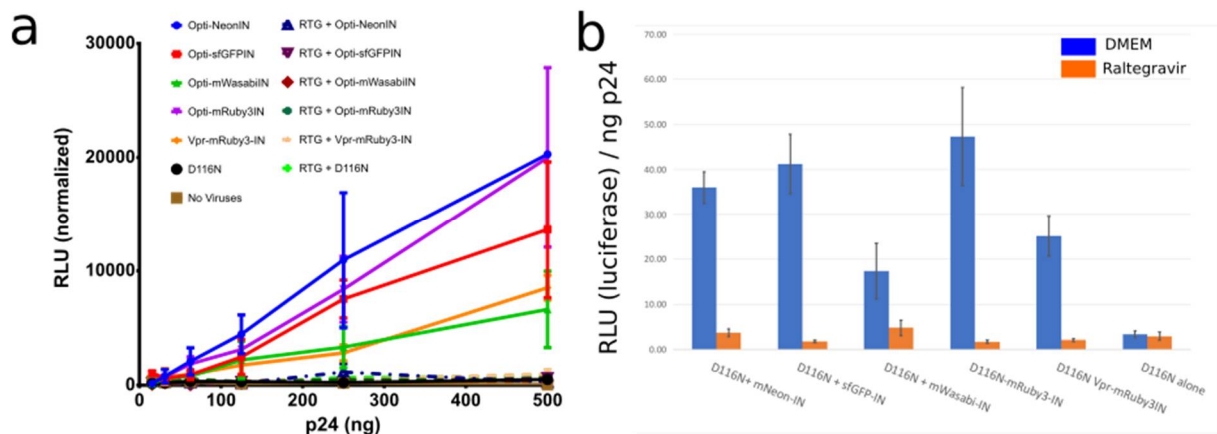 a
RLU (normalized)
30000
20000
10000
0
0
100
200
300
400
500
p24 (ng)
Opti-NeonIN
Opti-sfGFPIN
Opti-mWasabiIN
Opti-mRuby3IN
Vpr-mRuby3-IN
D116N
No Viruses
RTG + Opti-NeonIN
RTG + Opti-sfGFPIN
RTG + Opti-mWasabiIN
RTG + Opti-mRuby3IN
RTG + Vpr-mRuby3-IN
RTG + D116N
b
RLU (luciferase) / ng p24
70.00
60.00
50.00
40.00
30.00
20.00
10.00
0.00
DMEM
Raltegravir
D116N+ mNeon-IN
D116N + sfGFP-IN
D116N + mWasabi-IN
D116N-mRuby3-IN
D116N Vpr-mRuby3IN
D116N alone